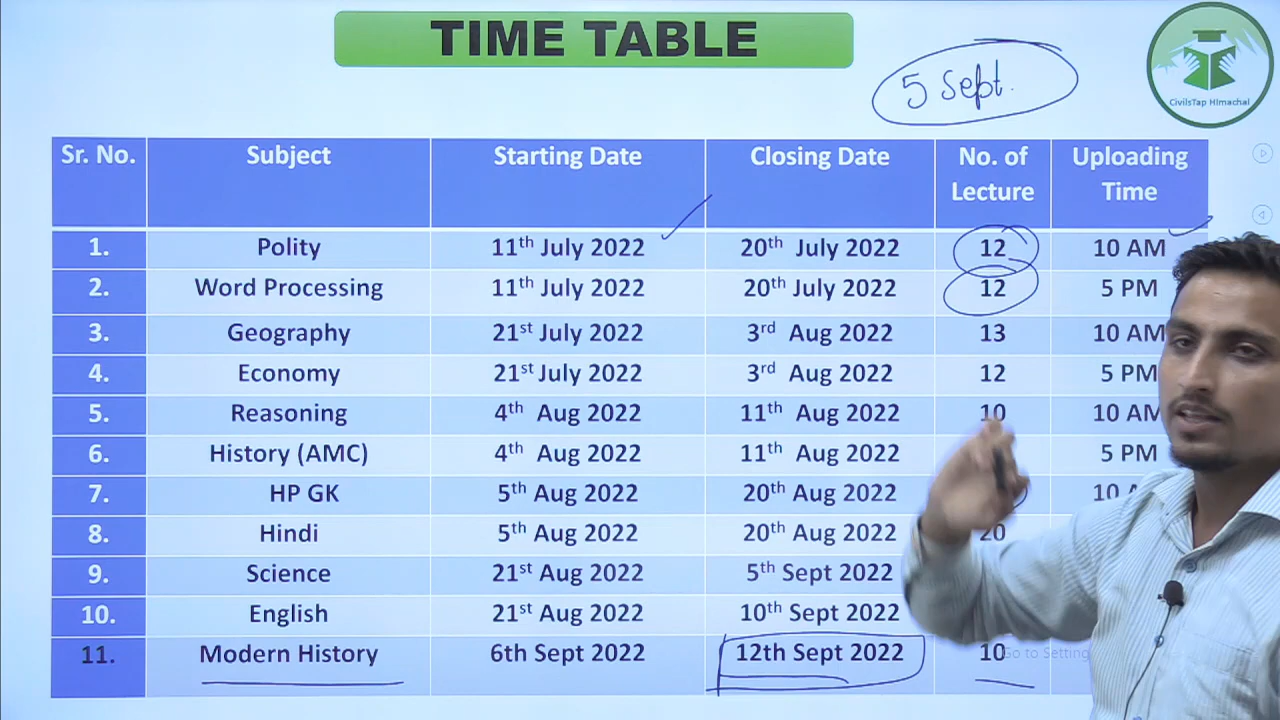 TIME TABLE
5 Sept.
CivilsTap HImachal
Sr. No. Subject Starting Date Closing Date No. of Lecture Uploading Time
1. Polity 11th July 2022 20th July 2022 12 10 AM
2. Word Processing 11th July 2022 20th July 2022 12 5 PM
3. Geography 21st July 2022 3rd Aug 2022 13 10 AM
4. Economy 21st July 2022 3rd Aug 2022 12 5 PM
5. Reasoning 4th Aug 2022 11th Aug 2022 10 10 AM
6. History (AMC) 4th Aug 2022 11th Aug 2022 5 PM
7. HP GK 5th Aug 2022 20th Aug 2022 10
8. Hindi 5th Aug 2022 20th Aug 2022 20
9. Science 21st Aug 2022 5th Sept 2022
10. English 21st Aug 2022 10th Sept 2022
11. Modern History 6th Sept 2022 12th Sept 2022 10
Go to Setting